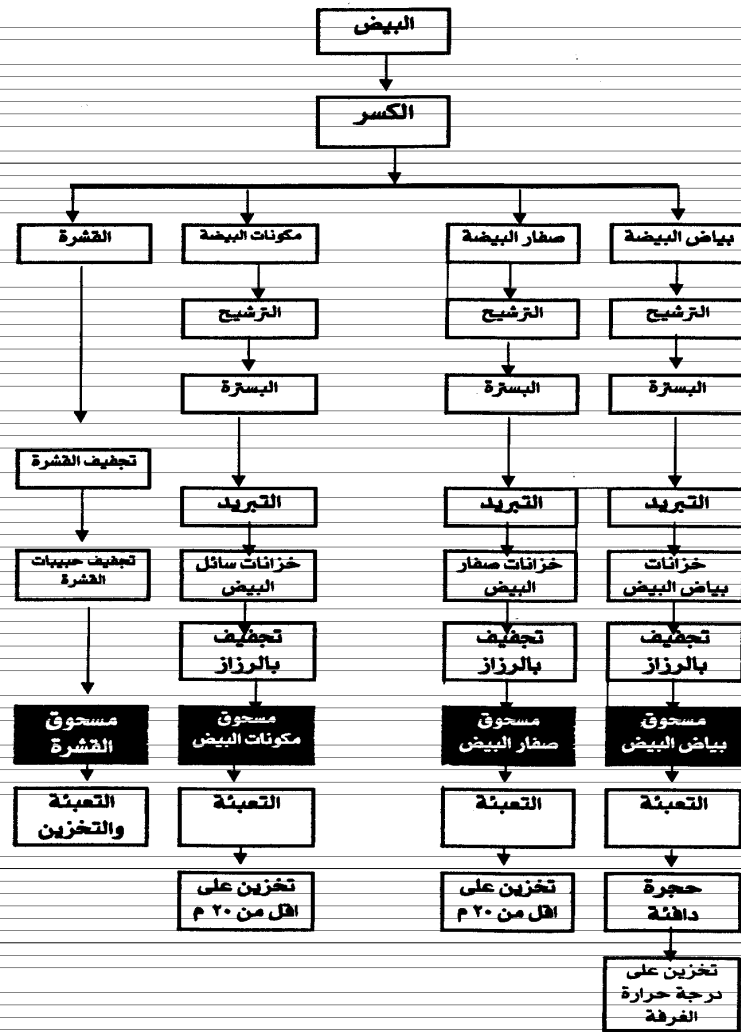 البيض
الكسر
بياض البيضة
صفار البيضة
مكونات البيضة
القشرة
الترشيح
الترشيح
الترشيح
البسترة
البسترة
البسترة
تجفيف القشرة
التبريد
التبريد
التبريد
خزانات
بياض البيض
خزانات صفار
البيض
خزانات سائل
البيض
تجفيف حبيبات
القشرة
تجفيف
بالرزاز
تجفيف
بالرزاز
تجفيف
بالرزاز
مسحوق
بياض البيض
مسحوق
صفار البيض
مسحوق
مكونات البيض
مسحوق
القشرة
التعبئة
التعبئة
التعبئة
التعبئة
والتخزين
حجرة
دافئة
تخزين على
اقل من ٢٠ م
تخزين على
اقل من ٢٠ م
تخزين على
درجة حرارة
الغرفة